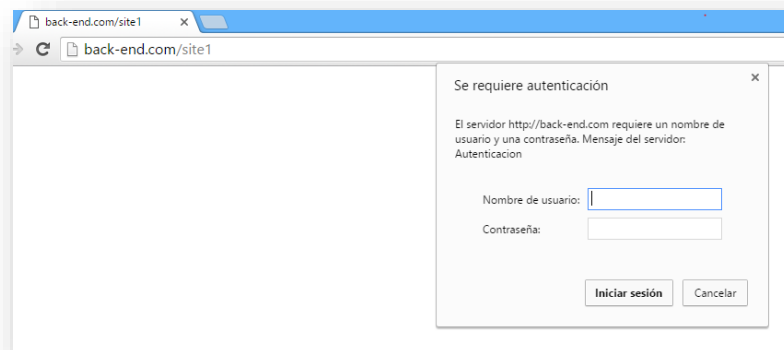 back-end.com/site1
back-end.com/site1
Se requiere autenticación
El servidor http://back-end.com requiere un nombre de
usuario y una contraseña. Mensaje del servidor:
Autenticacion
Nombre de usuario:
Contraseña:
Iniciar sesión Cancelar